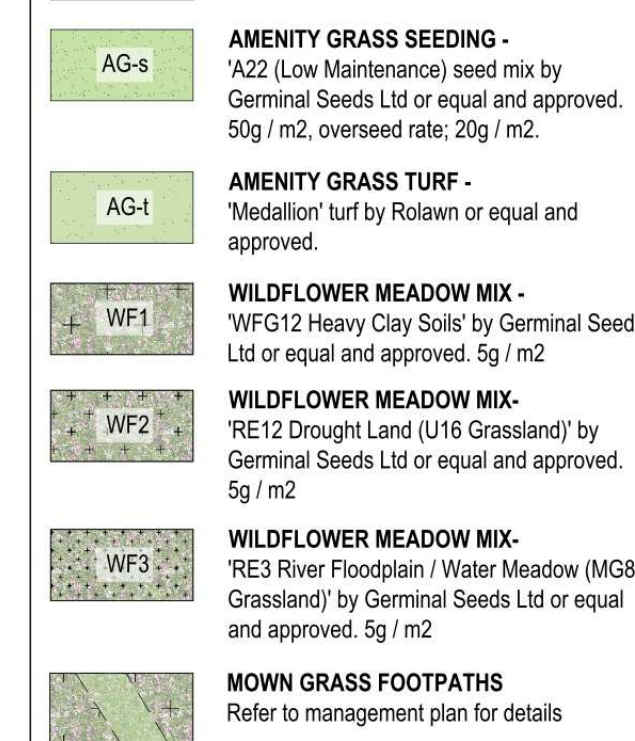 AG-s
AMENITY GRASS SEEDING -
'A22 (Low Maintenance) seed mix by
Germinal Seeds Ltd or equal and approved.
50g / m2, overseed rate; 20g / m2.
AG-t
AMENITY GRASS TURF -
'Medallion' turf by Rolawn or equal and
approved.
WF1
WILDFLOWER MEADOW MIX -
'WFG12 Heavy Clay Soils' by Germinal Seed
Ltd or equal and approved. 5g / m2
WF2
WILDFLOWER MEADOW MIX-
'RE12 Drought Land (U16 Grassland)' by
Germinal Seeds Ltd or equal and approved.
5g / m2
WF3
WILDFLOWER MEADOW MIX-
'RE3 River Floodplain / Water Meadow (MG8
Grassland)' by Germinal Seeds Ltd or equal
and approved. 5g / m2
MOWN GRASS FOOTPATHS
Refer to management plan for details